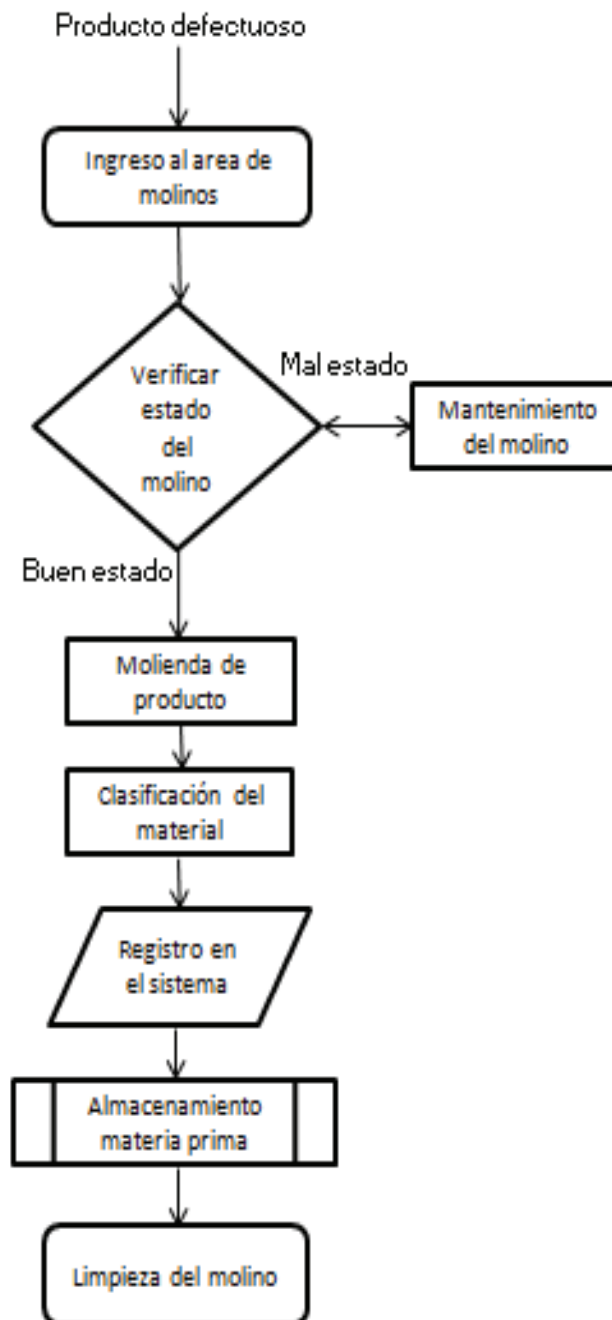 Producto defectuoso
Ingreso al area de
molinos
Verificar
estado
del
molino
Mal estado
Mantenimiento
del molino
Buen estado
Molienda de
producto
Clasificación del
material
Registro en
el sistema
Almacenamiento
materia prima
Limpieza del molino